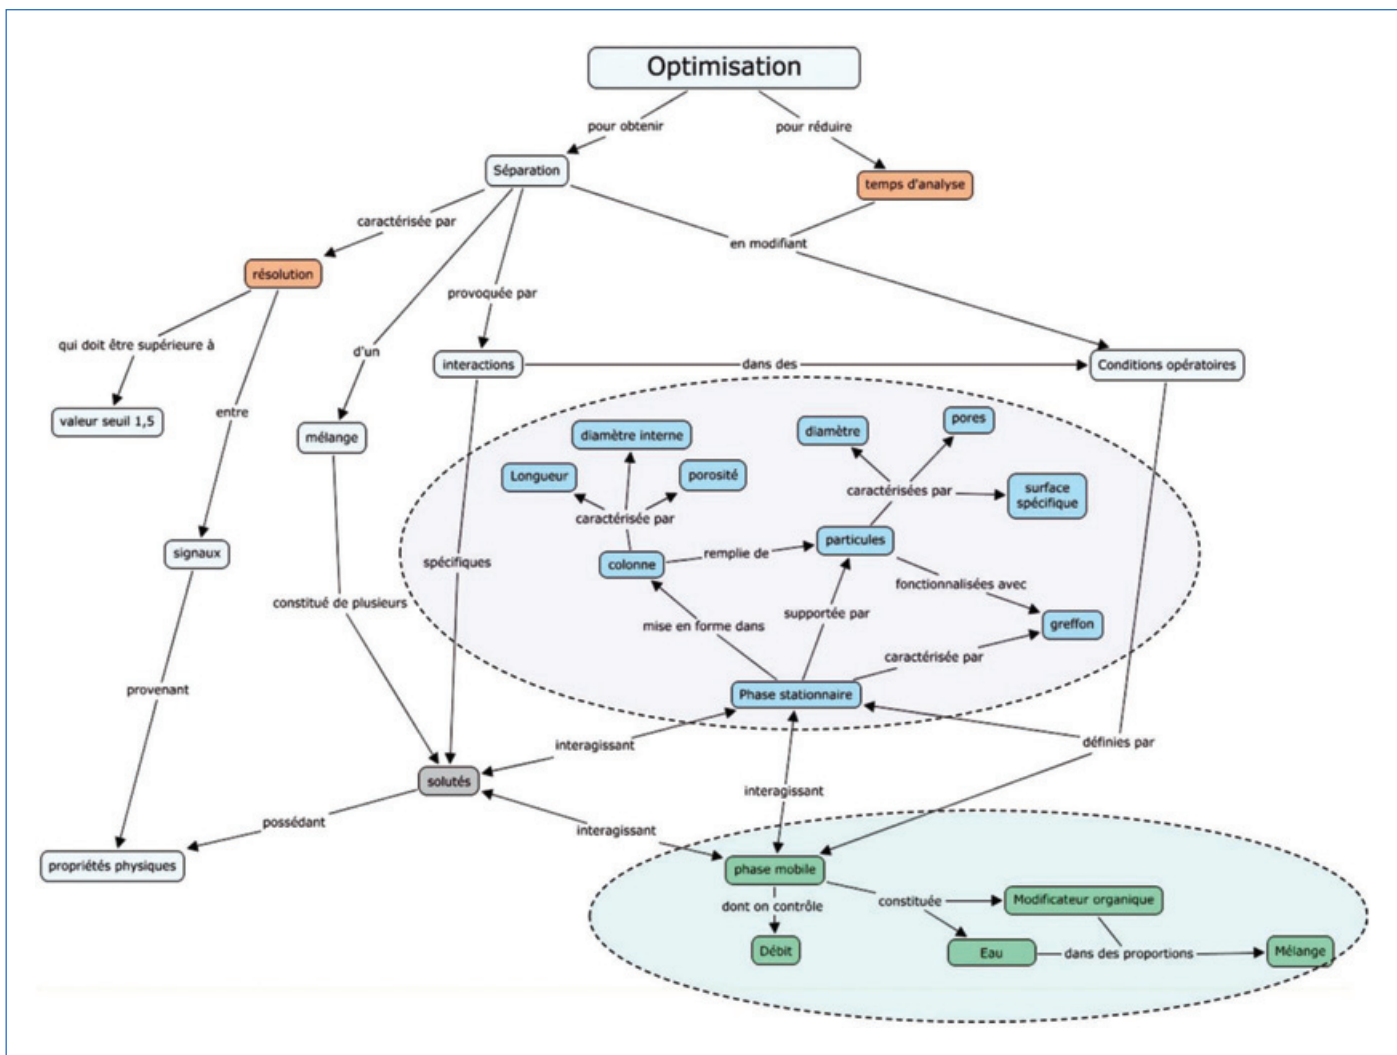 Optimisation
pour obtenir
pour réduire
Séparation
temps d'analyse
caractérisée par
en modifiant
résolution
provoquée par
qui doit être supérieure à
d'un
interactions
dans des
Conditions opératoires
valeur seuil 1,5
entre
mélange
diamètre interne
diamètre
pores
Longueur
porosité
caractérisées par
surface
spécifique
caractérisée par
signaux
spécifiques
colonne
remplie de
particules
fonctionnalisées avec
constitué de plusieurs
mise en forme dans
supportée par
greffon
caractérisée par
provenant
Phase stationnaire
interagissant
définies par
solutés
interagissant
possédant
interagissant
propriétés physiques
phase mobile
dont on contrôle
constituée
Modificateur organique
Débit
Eau
dans des proportions
Mélange